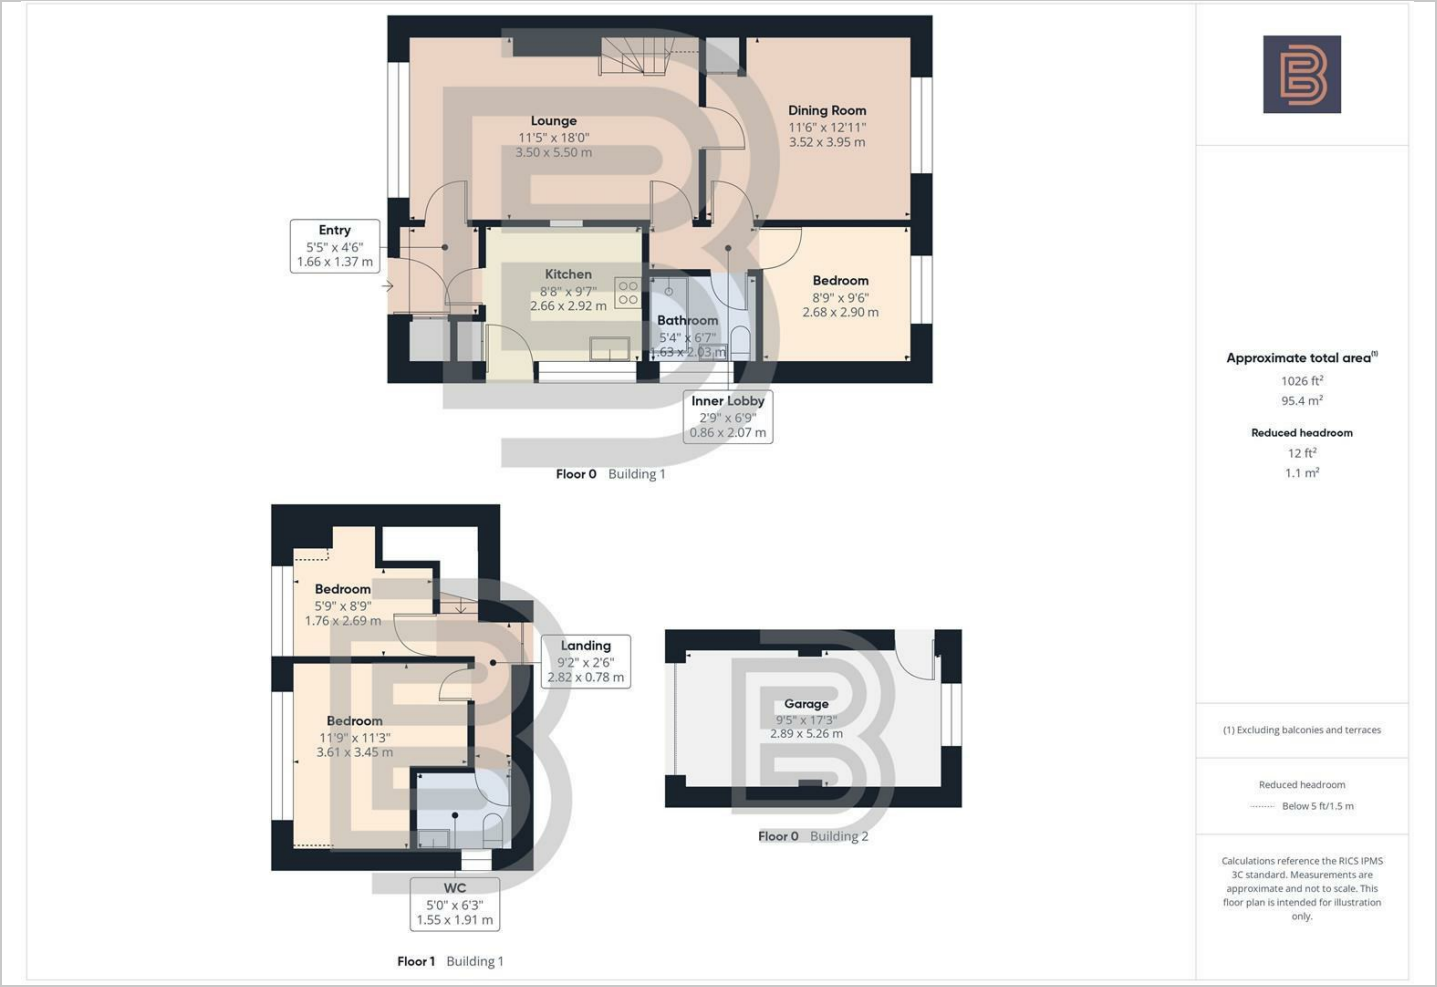 Lounge
11'5" x 18'0"
3.50 x 5.50 m
Dining Room
11'6" x 12'11"
3.52 x 3.95 m
Entry
5'5" x 4'6"
1.66 x 1.37 m
Kitchen
8'8" x 9'7"
2.66 x 2.92 m
Bedroom
8'9" x 9'6"
2.68 x 2.90 m
Bathroom
5'4" x 6'7"
1.63 x 2.03 m
Inner Lobby
2'9" x 6'9"
0.86 x 2.07 m
Floor 0 Building 1
Bedroom
5'9" x 8'9"
1.76 x 2.69 m
Landing
9'2" x 2'6"
2.82 x 0.78 m
Bedroom
11'9" x 11'3"
3.61 x 3.45 m
WC
5'0" x 6'3"
1.55 x 1.91 m
Floor 1 Building 1
Garage
9'5" x 17'3"
2.89 x 5.26 m
Floor 0 Building 2
Approximate total area(1)
1026 ft²
95.4 m²
Reduced headroom
12 ft²
1.1 m²
(1) Excluding balconies and terraces
Reduced headroom
Below 5 ft/1.5 m
Calculations reference the RICS IPMS
3C standard. Measurements are
approximate and not to scale. This
floor plan is intended for illustration
only.